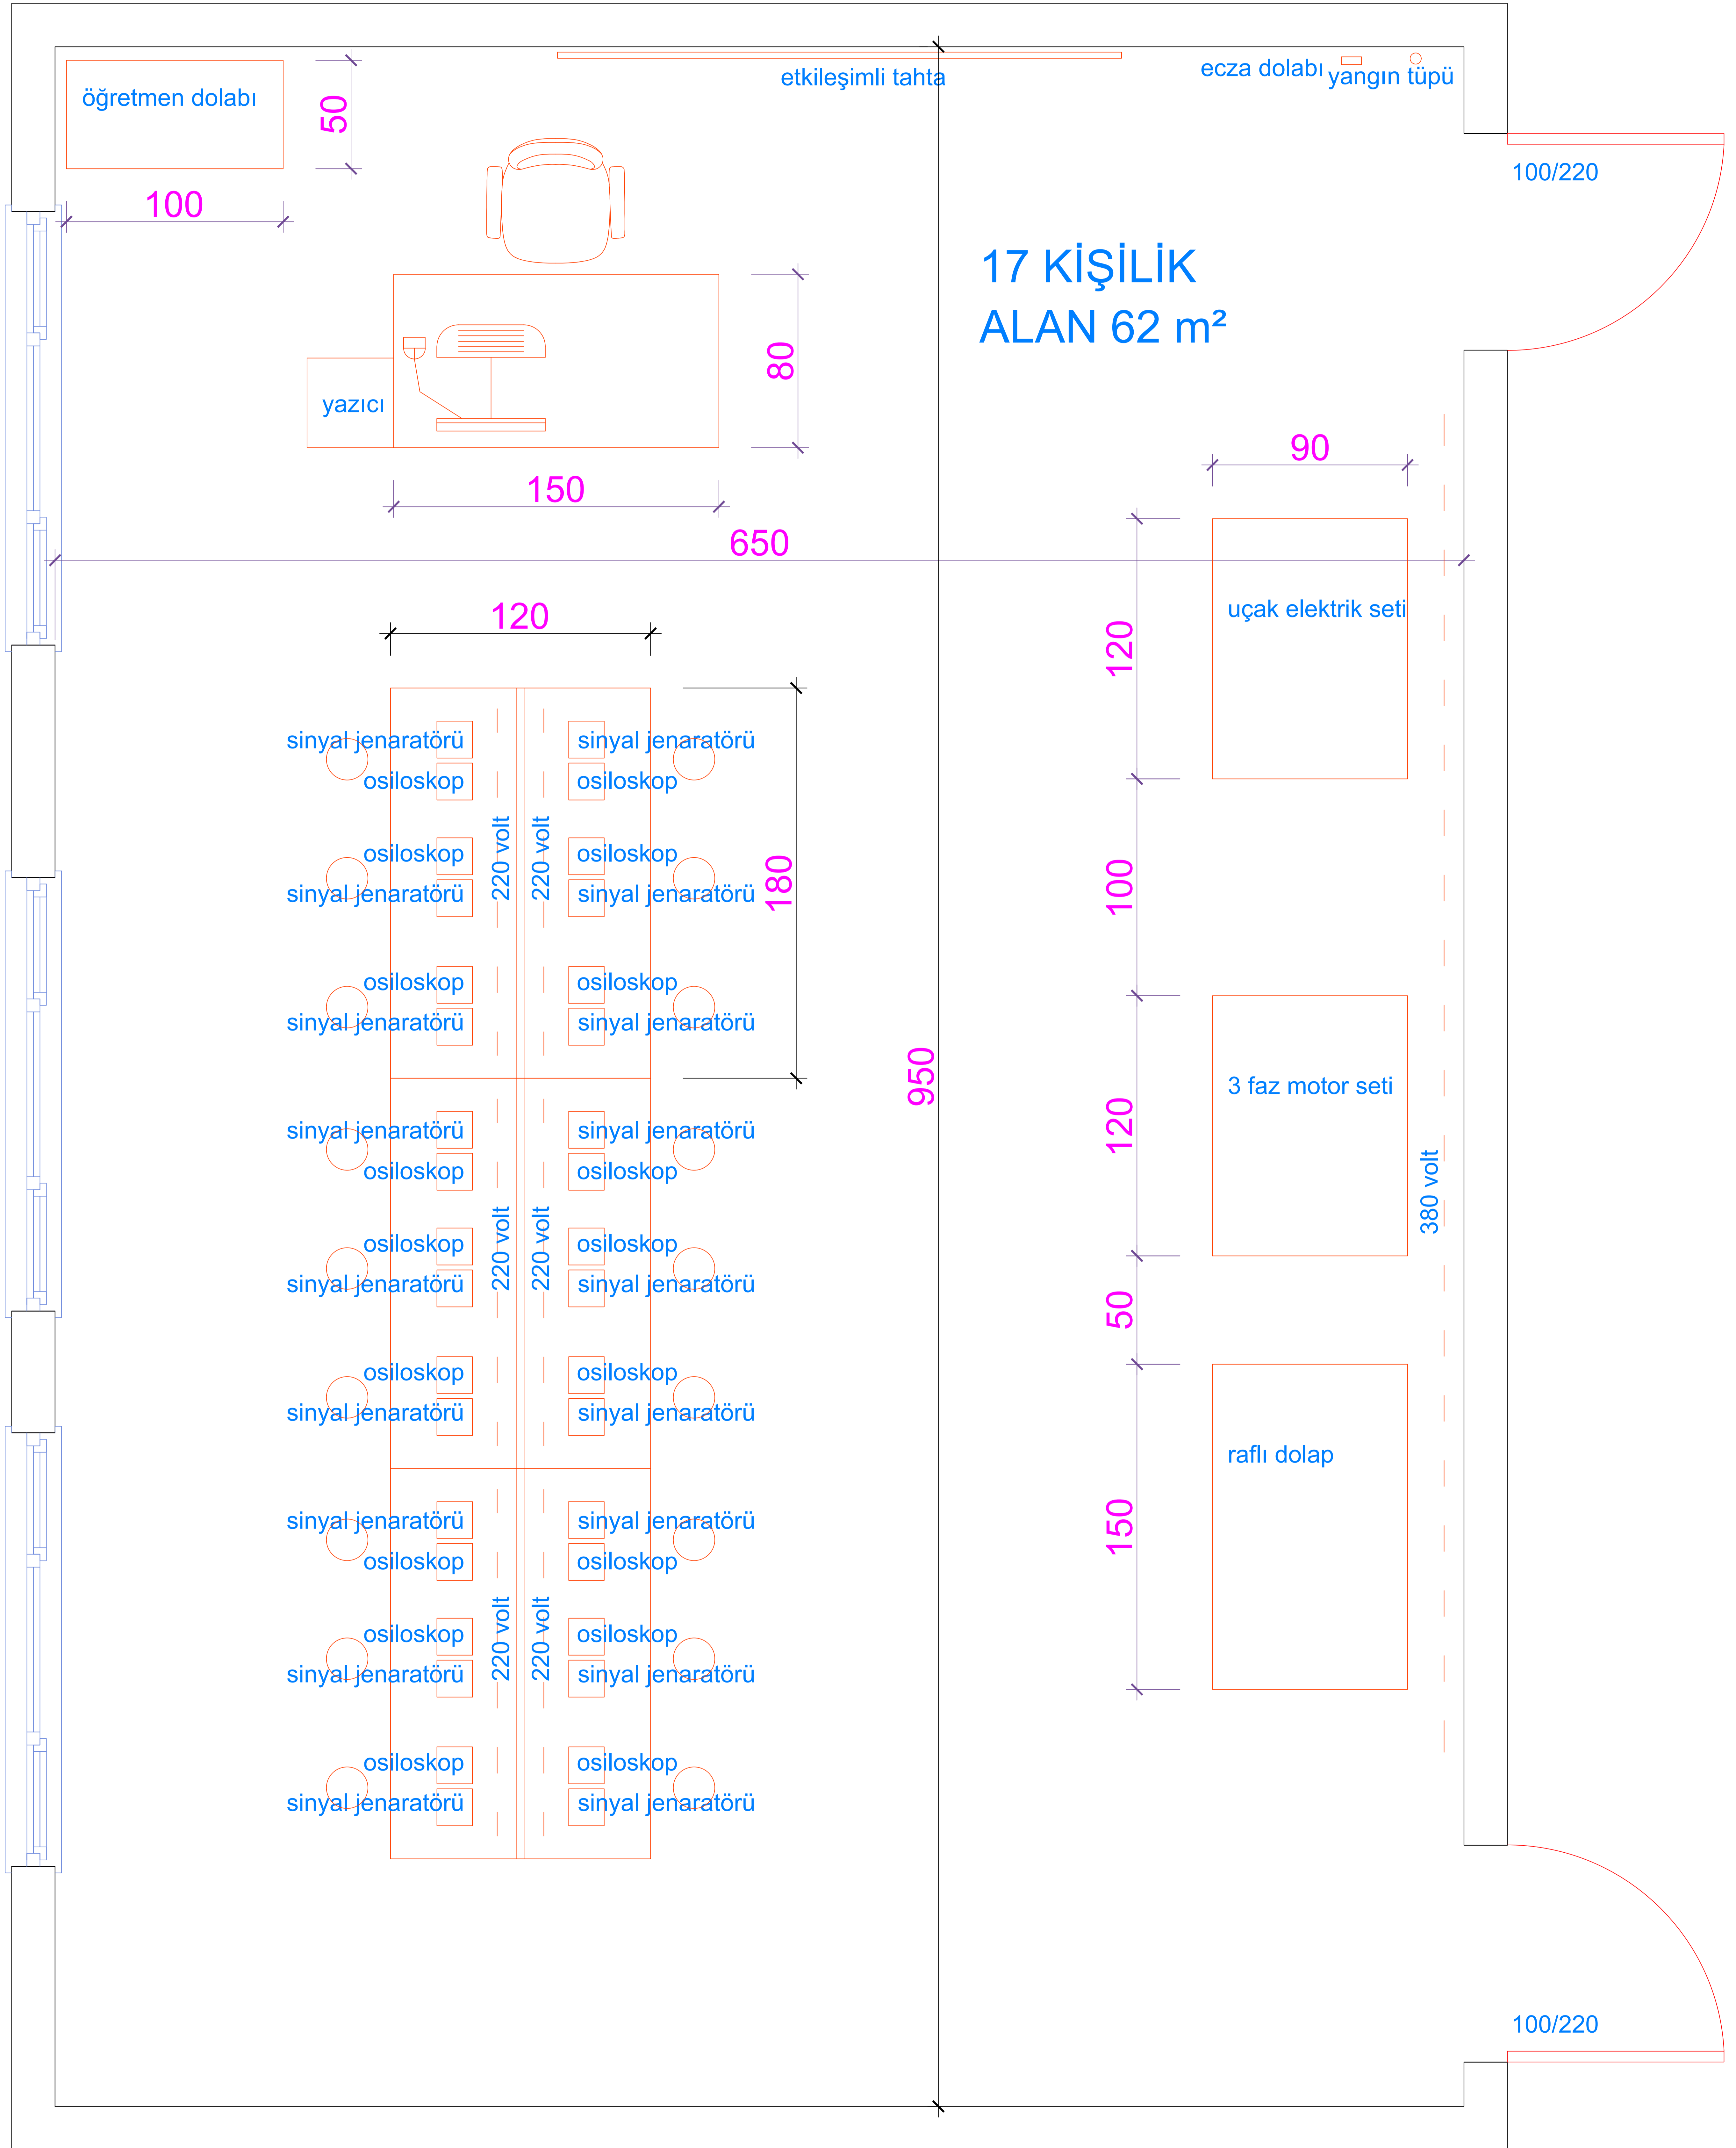 etkileşimli tahta
ecza dolabı
yangın tüpü
öğretmen dolabı
50
100
100/220
17 KİŞİLİK
ALAN 62 m²
80
yazıcı
90
150
650
120
uçak elektrik seti
120
sinyal jenaratörü
sinyal jenaratörü
osiloskop
osiloskop
220 volt
220 volt
osiloskop
osiloskop
180
100
sinyal jenaratörü
sinyal jenaratörü
osiloskop
osiloskop
sinyal jenaratörü
sinyal jenaratörü
950
3 faz motor seti
120
sinyal jenaratörü
sinyal jenaratörü
osiloskop
osiloskop
380 volt
220 volt
220 volt
osiloskop
osiloskop
sinyal jenaratörü
sinyal jenaratörü
50
osiloskop
osiloskop
sinyal jenaratörü
sinyal jenaratörü
raflı dolap
150
sinyal jenaratörü
sinyal jenaratörü
osiloskop
osiloskop
220 volt
220 volt
osiloskop
osiloskop
sinyal jenaratörü
sinyal jenaratörü
osiloskop
osiloskop
sinyal jenaratörü
sinyal jenaratörü
100/220